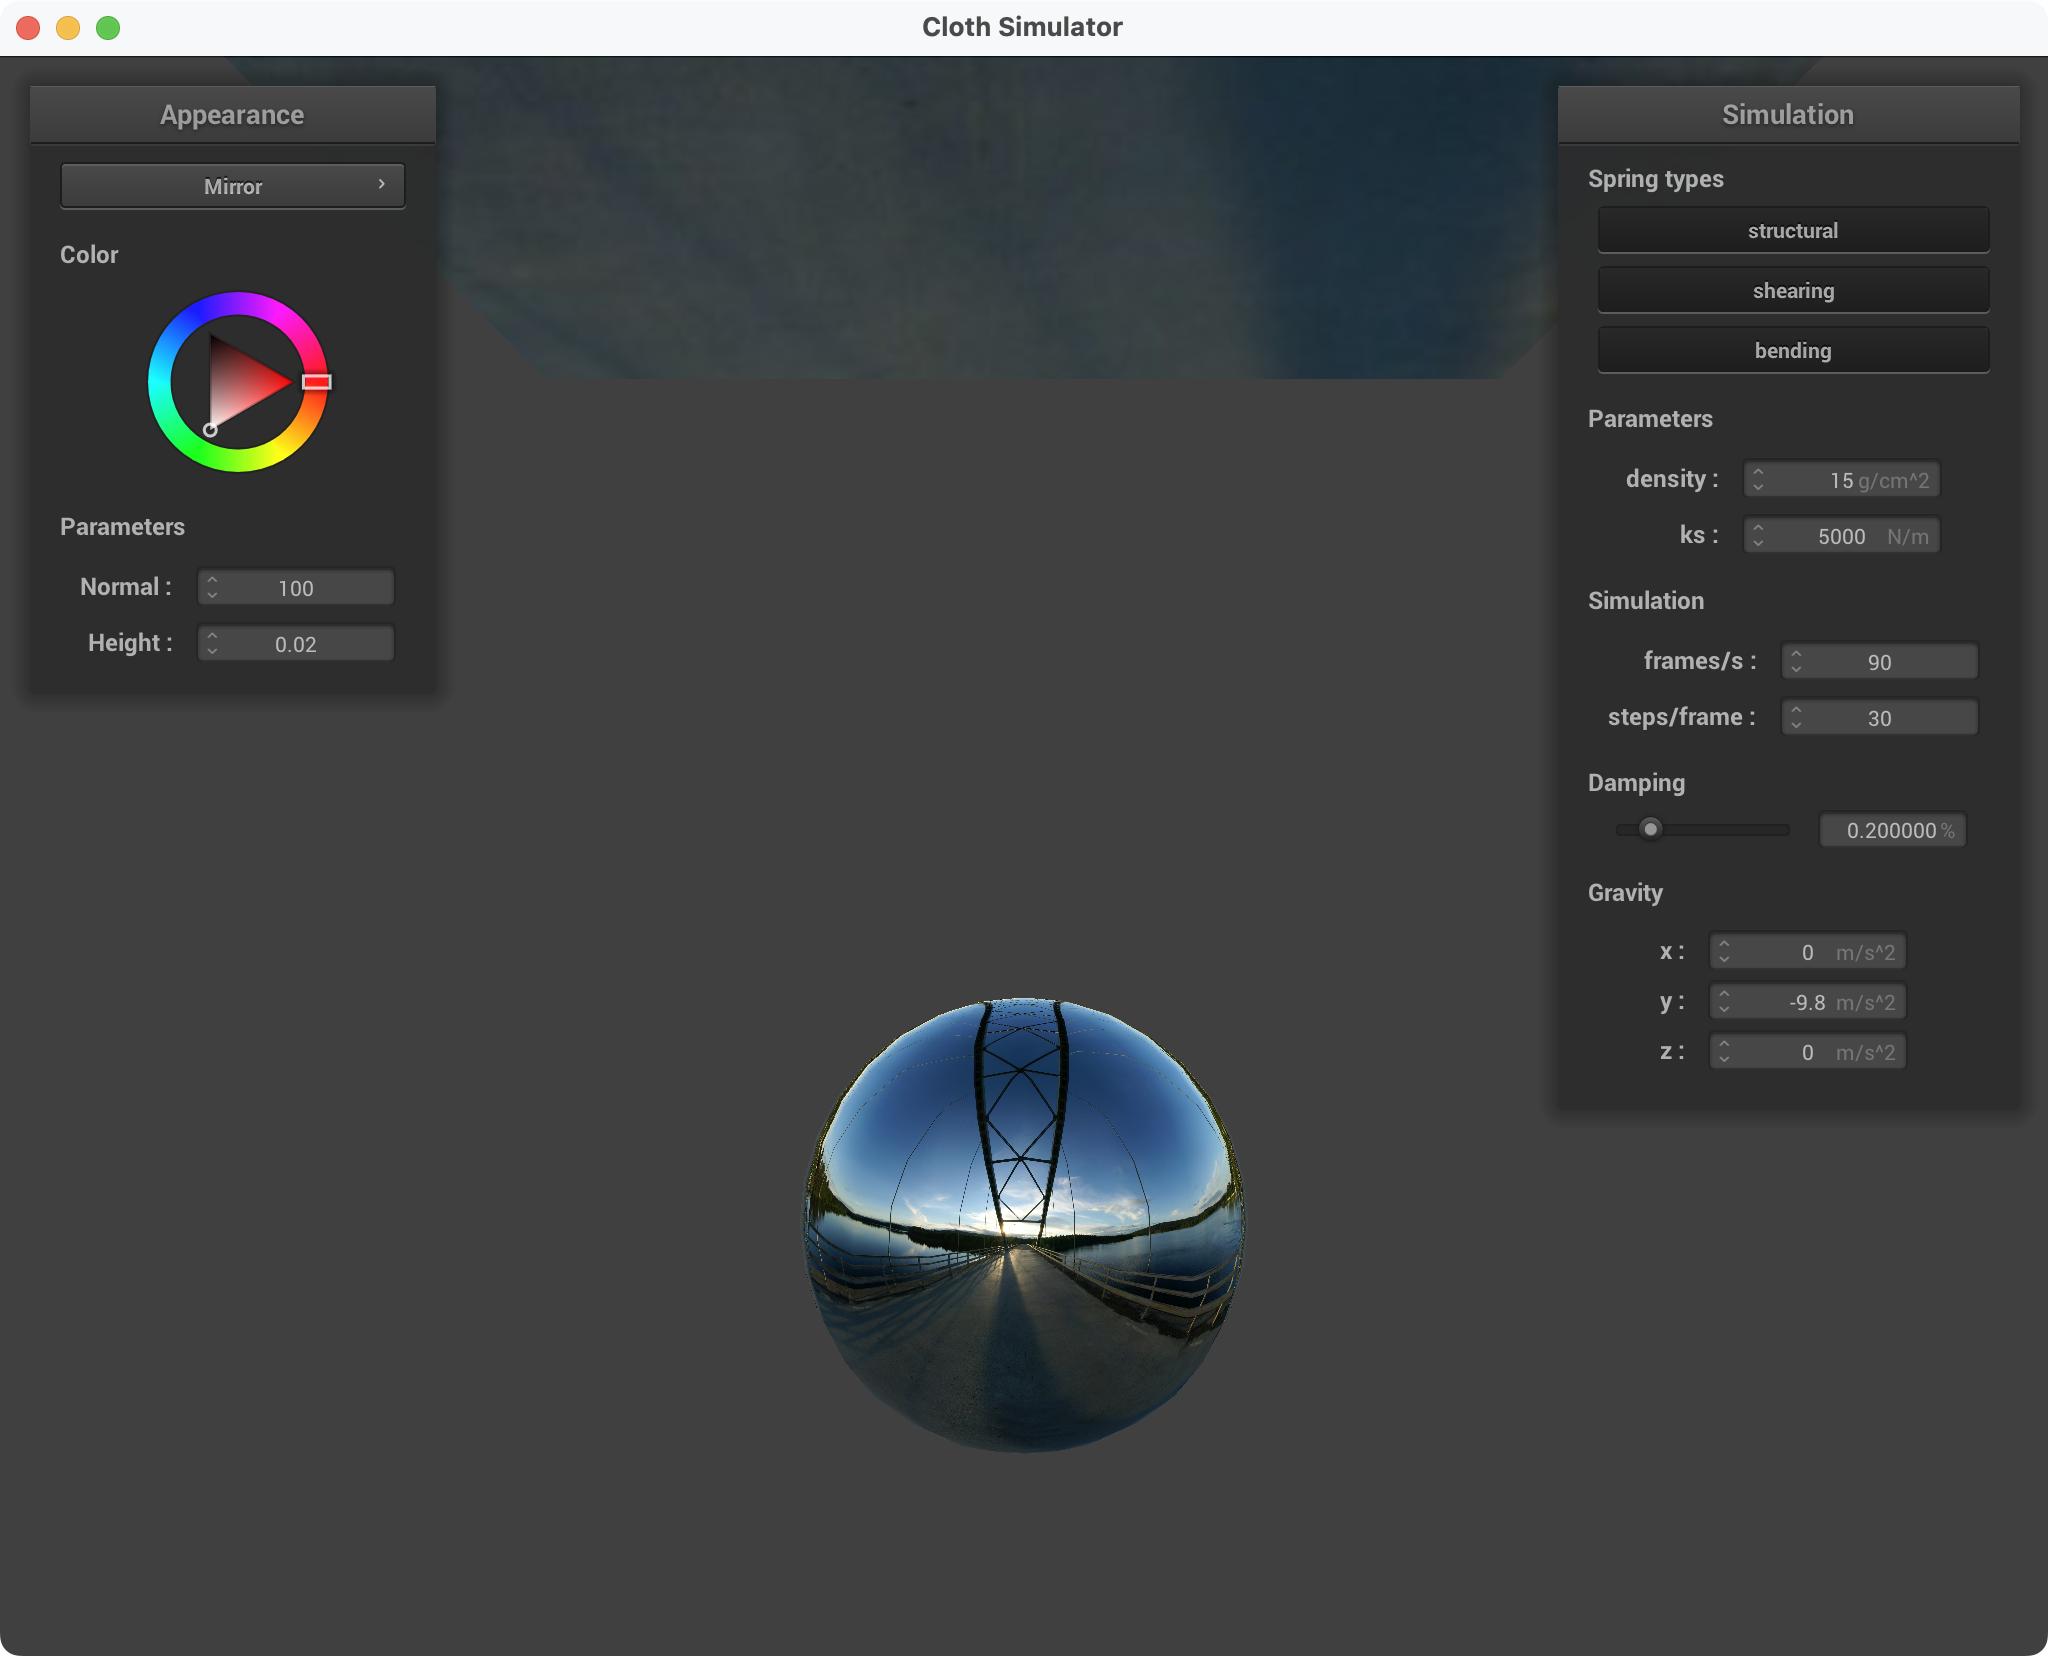 Cloth Simulator
Appearance
Mirror
Color
Parameters
Normal : 100
Height : 0.02
Simulation
Spring types
structural
shearing
bending
Parameters
density : 15 g/cm^2
ks : 5000 N/m
Simulation
frames/s : 90
steps/frame : 30
Damping
0.200000 %
Gravity
x : 0 m/s^2
y : -9.8 m/s^2
z : 0 m/s^2